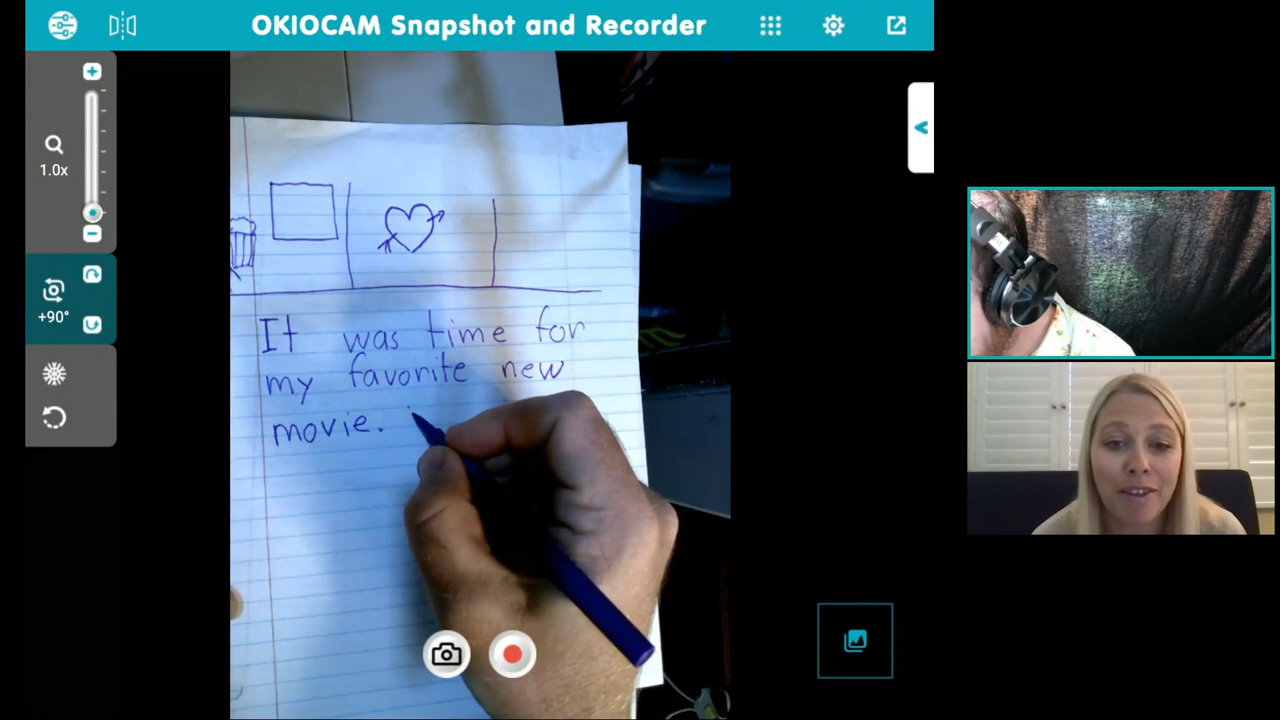 OKIOCAM Snapshot and Recorder
1.0x
+90°
It was time for
my favorite new
movie.